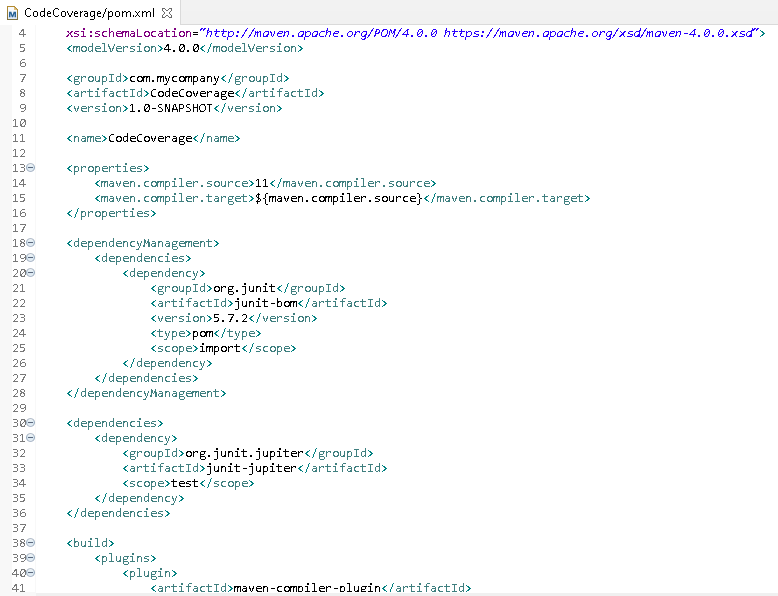 CodeCoverage/pom.xml
4 xsi:schemaLocation="http://maven.apache.org/POM/4.0.0 https://maven.apache.org/xsd/maven-4.0.0.xsd">
5 <modelVersion>4.0.0</modelVersion>
6
7 <groupId>com.mycompany</groupId>
8 <artifactId>CodeCoverage</artifactId>
9 <version>1.0-SNAPSHOT</version>
10
11 <name>CodeCoverage</name>
12
13 <properties>
14 <maven.compiler.source>11</maven.compiler.source>
15 <maven.compiler.target>${maven.compiler.source}</maven.compiler.target>
16 </properties>
17
18 <dependencyManagement>
19 <dependencies>
20 <dependency>
21 <groupId>org.junit</groupId>
22 <artifactId>junit-bom</artifactId>
23 <version>5.7.2</version>
24 <type>pom</type>
25 <scope>import</scope>
26 </dependency>
27 </dependencies>
28 </dependencyManagement>
29
30 <dependencies>
31 <dependency>
32 <groupId>org.junit.jupiter</groupId>
33 <artifactId>junit-jupiter</artifactId>
34 <scope>test</scope>
35 </dependency>
36 </dependencies>
37
38 <build>
39 <plugins>
40 <plugin>
41 <artifactId>maven-compiler-plugin</artifactId>